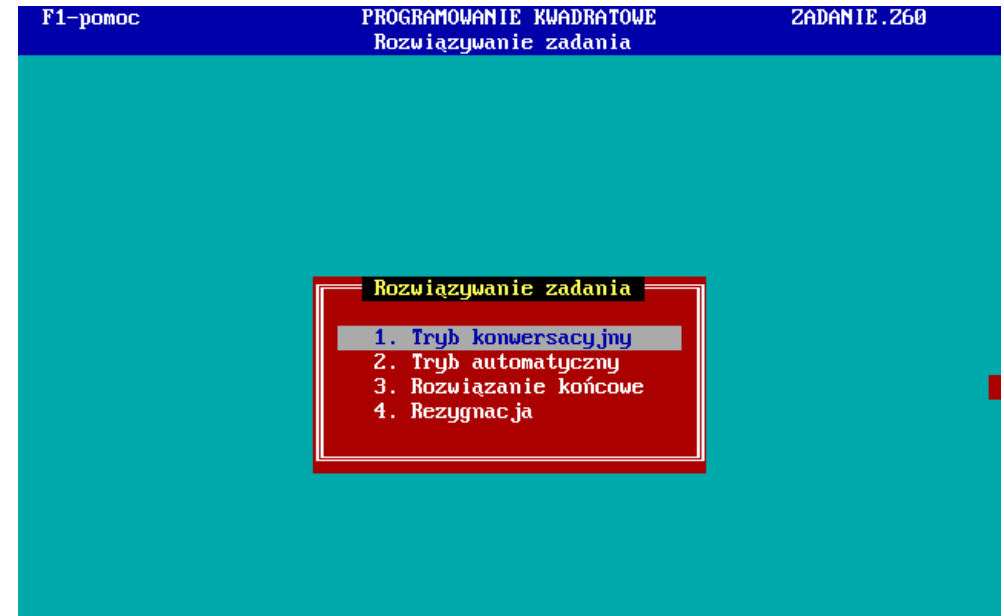 F1-pomoc PROGRAMOWANIE KWADRATOWE ZADANIE.Z60
Rozwiązywanie zadania
Rozwiązywanie zadania
1. Tryb konwersacyjny
2. Tryb automatyczny
3. Rozwiązanie końcowe
4. Rezygnacja